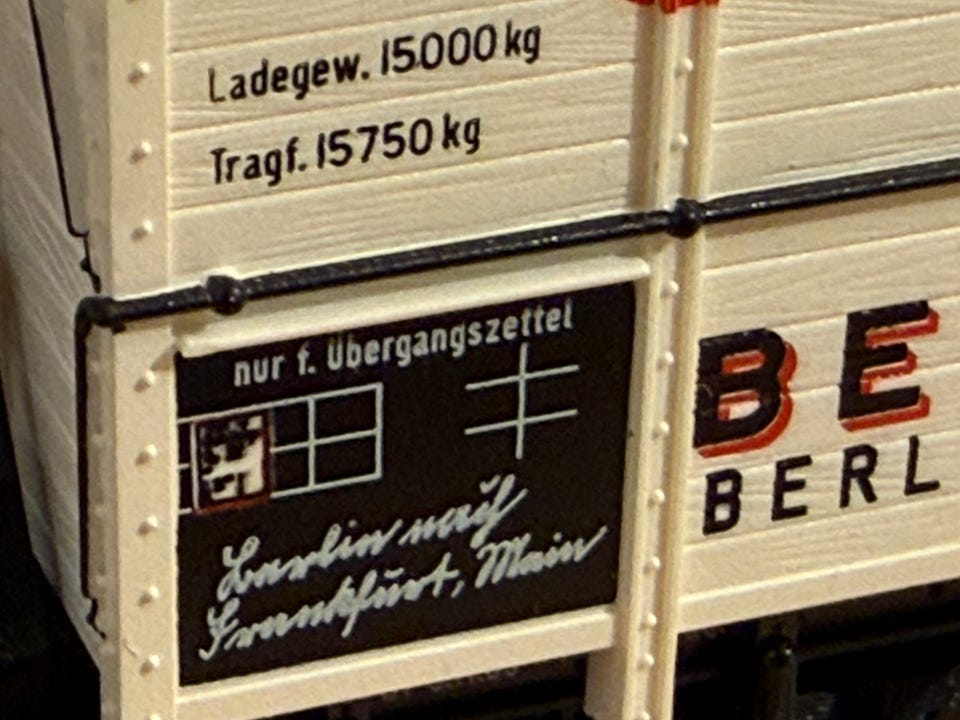 Ladegew. 15000 kg
Tragf. 15750 kg
nur f. Übergangszettel
Berlin nach
Frankfurt, Main
BE
BERL